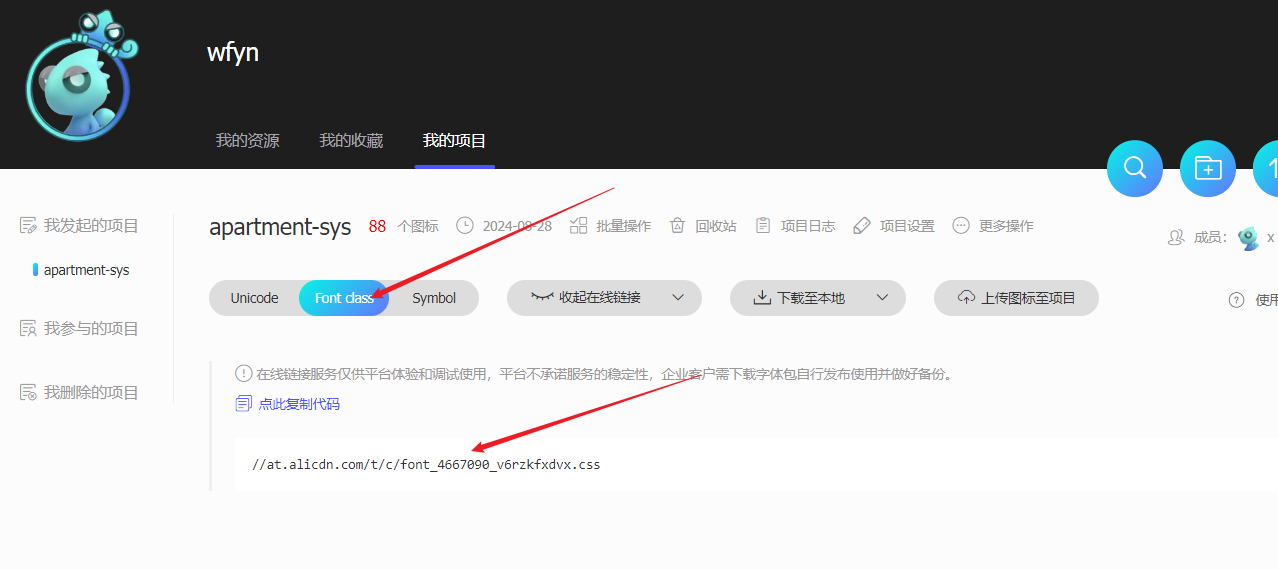 wfyn
我的资源 我的收藏 我的项目
我发起的项目
apartment-sys
我参与的项目
我删除的项目
apartment-sys 88 个图标 2024-08-28 批量操作 回收站 项目日志 项目设置 更多操作
成员: x
Unicode Font class Symbol 收起在线链接 下载至本地 上传图标至项目
使用
在线链接服务仅供平台体验和调试使用，平台不承诺服务的稳定性，企业客户需下载字体包自行发布使用并做好备份。
点此复制代码
//at.alicdn.com/t/c/font_4667090_v6rzkfxdvx.css